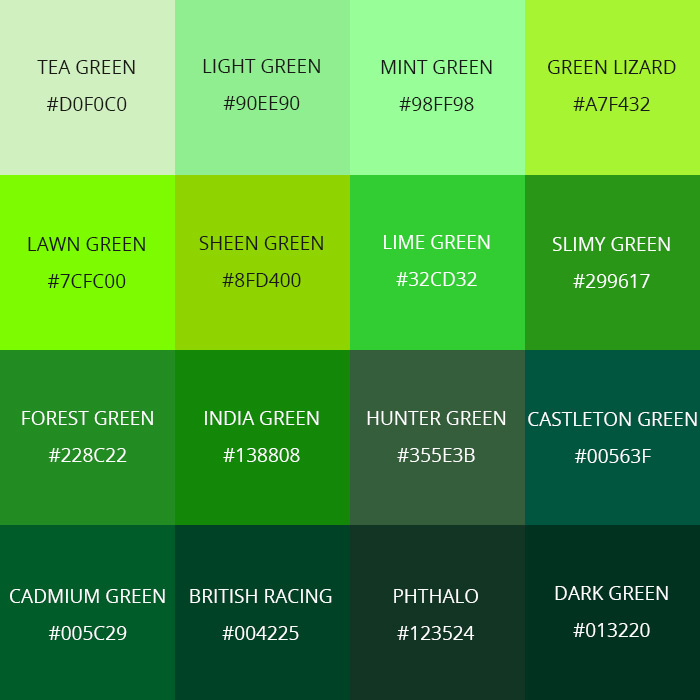 TEA GREEN
#D0F0C0
LIGHT GREEN
#90EE90
MINT GREEN
#98FF98
GREEN LIZARD
#A7F432
LAWN GREEN
#7CFC00
SHEEN GREEN
#8FD400
LIME GREEN
#32CD32
SLIMY GREEN
#299617
FOREST GREEN
#228C22
INDIA GREEN
#138808
HUNTER GREEN
#355E3B
CASTLETON GREEN
#00563F
CADMIUM GREEN
#005C29
BRITISH RACING
#004225
PHTHALO
#123524
DARK GREEN
#013220